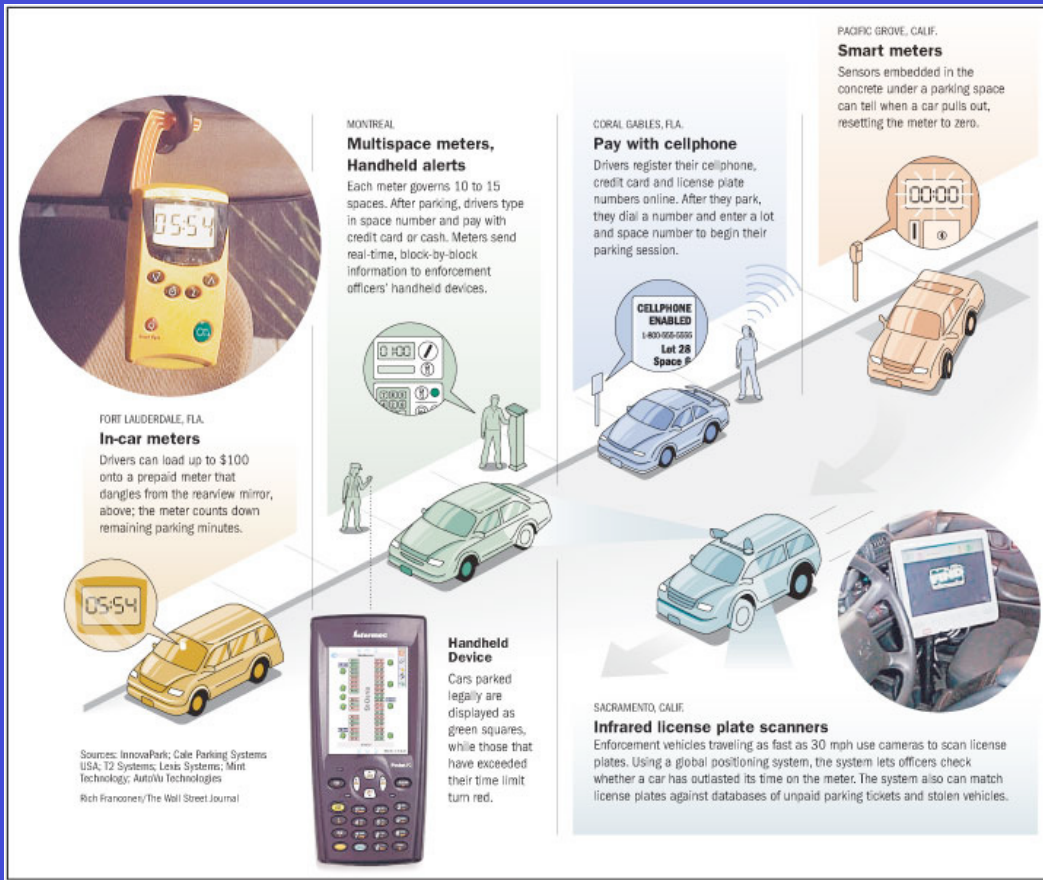 PACIFIC GROVE, CALIF.
Smart meters
Sensors embedded in the
concrete under a parking space
can tell when a car pulls out,
resetting the meter to zero.
00:00
MONTREAL
Multispace meters,
Handheld alerts
Each meter governs 10 to 15
spaces. After parking, drivers type
in space number and pay with
credit card or cash. Meters send
real-time, block-by-block
information to enforcement
officers' handheld devices.
01:00
CORAL GABLES, FLA.
Pay with cellphone
Drivers register their cellphone,
credit card and license plate
numbers online. After they park,
they dial a number and enter a lot
and space number to begin their
parking session.
CELLPHONE
ENABLED
1-800-555-5555
Lot 28
Space 6
05:54
FORT LAUDERDALE, FLA.
In-car meters
Drivers can load up to $100
onto a prepaid meter that
dangles from the rearview mirror,
above; the meter counts down
remaining parking minutes.
05:54
Intermec
Handheld
Device
Cars parked
legally are
displayed as
green squares,
while those that
have exceeded
their time limit
turn red.
SACRAMENTO, CALIF.
Infrared license plate scanners
Enforcement vehicles traveling as fast as 30 mph use cameras to scan license
plates. Using a global positioning system, the system lets officers check
whether a car has outlasted its time on the meter. The system also can match
license plates against databases of unpaid parking tickets and stolen vehicles.
Sources: InnovaPark; Cale Parking Systems
USA; T2 Systems; Lexis Systems; Mint
Technology; AutoVu Technologies
Rich Franconeri/The Wall Street Journal